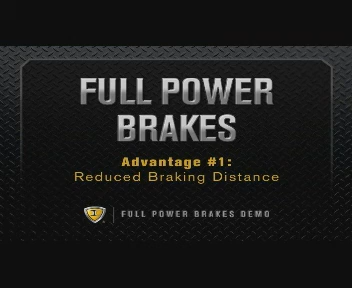 FULL POWER
BRAKES
Advantage #1:
Reduced Braking Distance
FULL POWER BRAKES DEMO